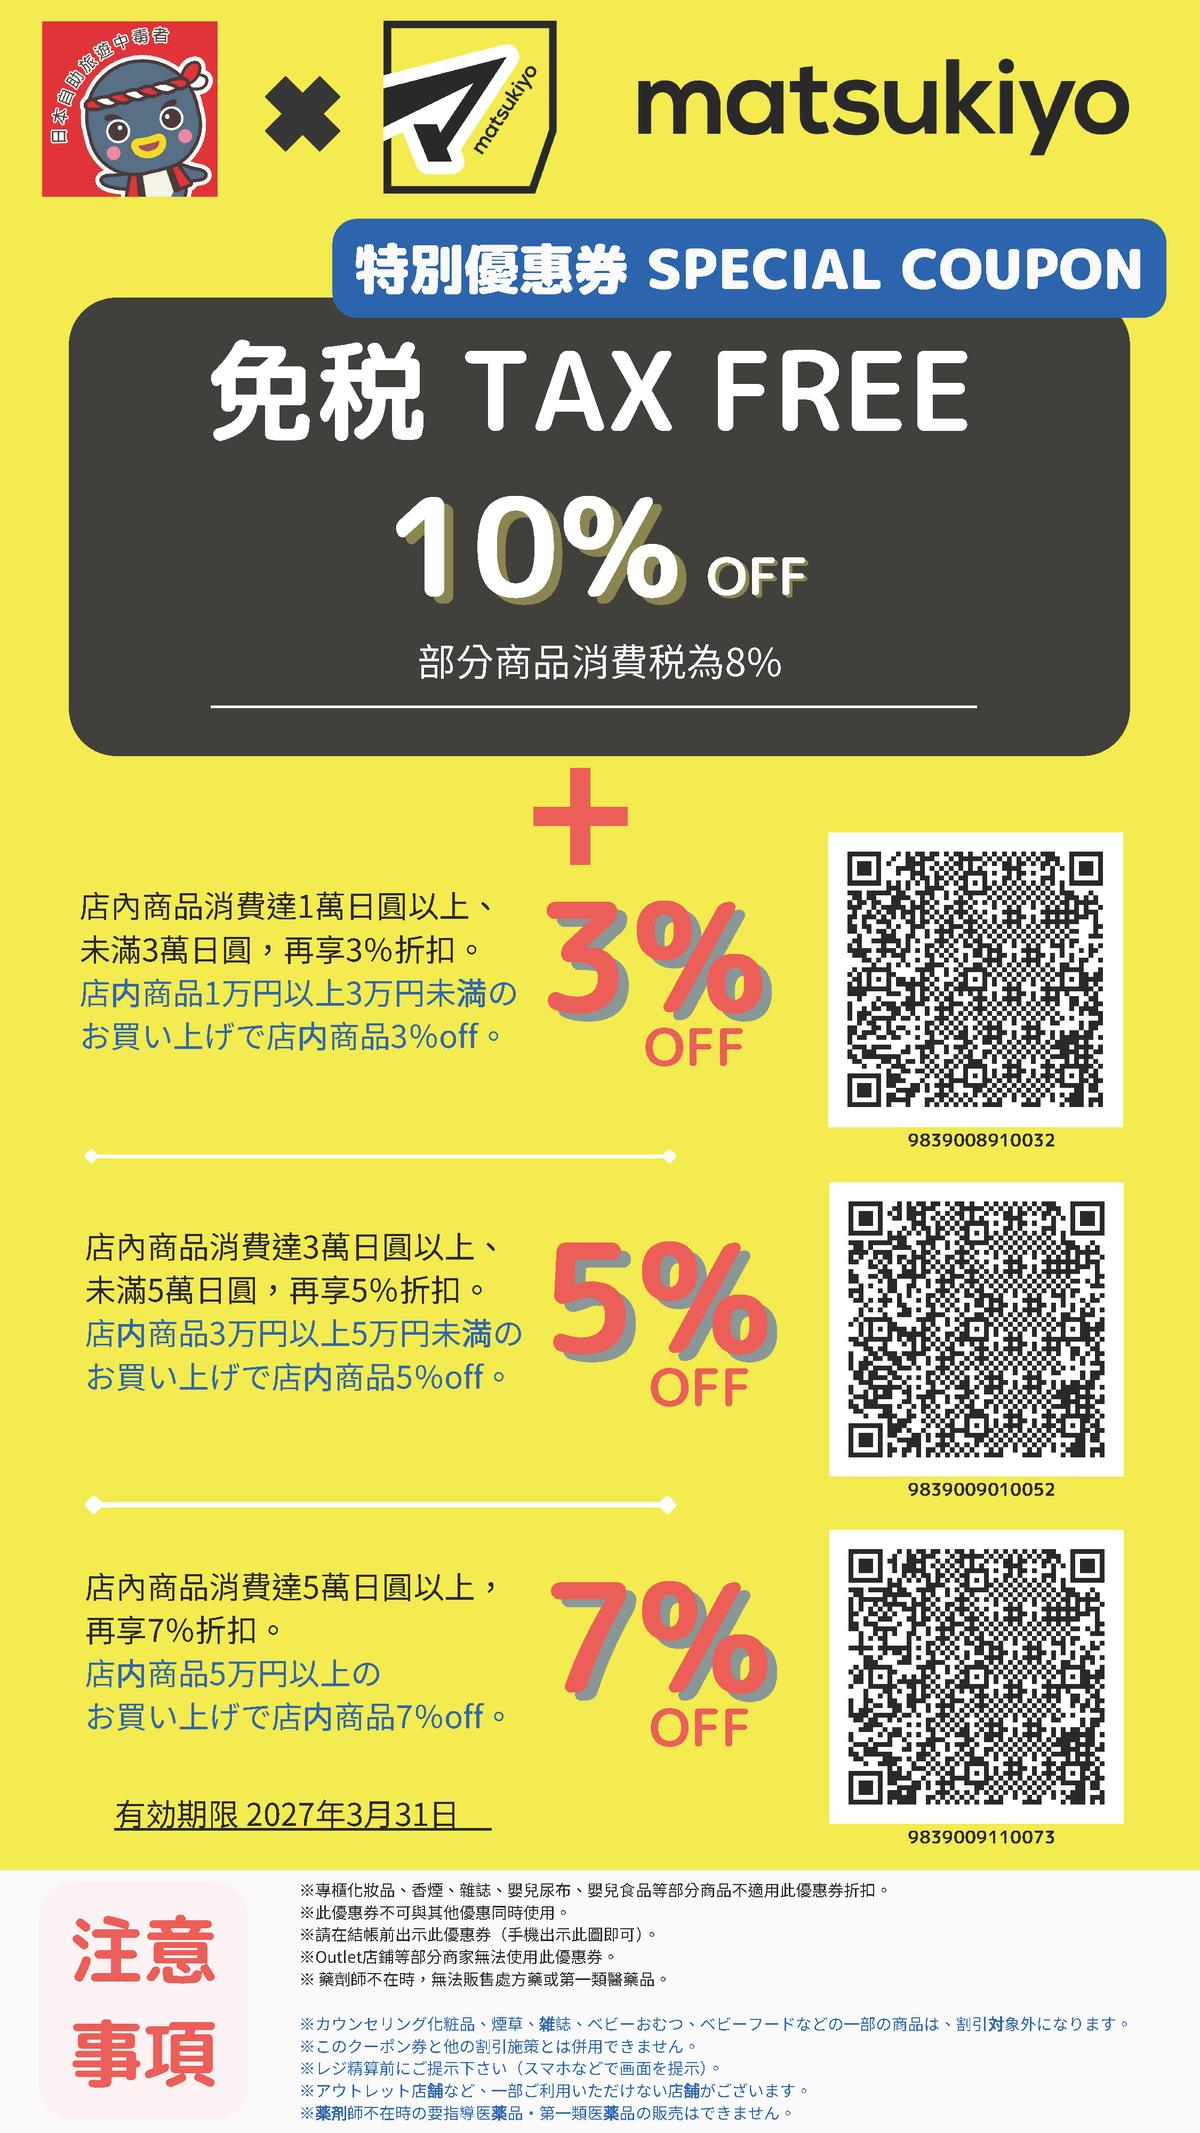 日本自助旅遊中毒者
matsukiyo
matsukiyo
特別優惠券 SPECIAL COUPON
免税 TAX FREE
10% OFF
部分商品消費税為8%
+
店內商品消費達1萬日圓以上、
未滿3萬日圓，再享3%折扣。
店内商品1万円以上3万円未満の
お買い上げで店内商品3%off。
3%
OFF
9839008910032
店內商品消費達3萬日圓以上、
未滿5萬日圓，再享5%折扣。
店内商品3万円以上5万円未満の
お買い上げで店内商品5%off。
5%
OFF
9839009010052
店內商品消費達5萬日圓以上，
再享7%折扣。
店内商品5万円以上の
お買い上げで店内商品7%off。
7%
OFF
9839009110073
有効期限 2027年3月31日
注意
事項
※專櫃化妝品、香煙、雜誌、嬰兒尿布、嬰兒食品等部分商品不適用此優惠券折扣。
※此優惠券不可與其他優惠同時使用。
※請在結帳前出示此優惠券（手機出示此圖即可）。
※Outlet店鋪等部分商家無法使用此優惠券。
※ 藥劑師不在時，無法販售處方藥或第一類醫藥品。
※カウンセリング化粧品、煙草、雑誌、ベビーおむつ、ベビーフードなどの一部の商品は、割引対象外になります。
※このクーポン券と他の割引施策とは併用できません。
※レジ精算前にご提示下さい（スマホなどで画面を提示）。
※アウトレット店舗など、一部ご利用いただけない店舗がございます。
※薬剤師不在時の要指導医薬品・第一類医薬品の販売はできません。